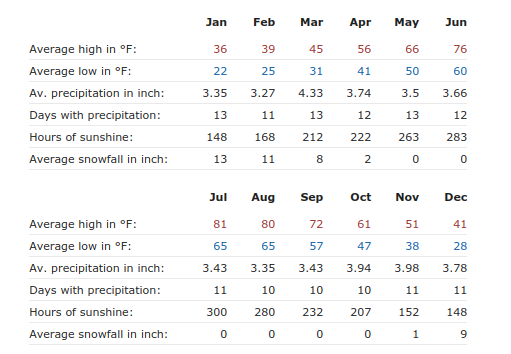 Jan Feb Mar Apr May Jun
Average high in °F: 36 39 45 56 66 76
Average low in °F: 22 25 31 41 50 60
Av. precipitation in inch: 3.35 3.27 4.33 3.74 3.5 3.66
Days with precipitation: 13 11 13 12 13 12
Hours of sunshine: 148 168 212 222 263 283
Average snowfall in inch: 13 11 8 2 0 0
Jul Aug Sep Oct Nov Dec
Average high in °F: 81 80 72 61 51 41
Average low in °F: 65 65 57 47 38 28
Av. precipitation in inch: 3.43 3.35 3.43 3.94 3.98 3.78
Days with precipitation: 11 10 10 10 11 11
Hours of sunshine: 300 280 232 207 152 148
Average snowfall in inch: 0 0 0 0 1 9